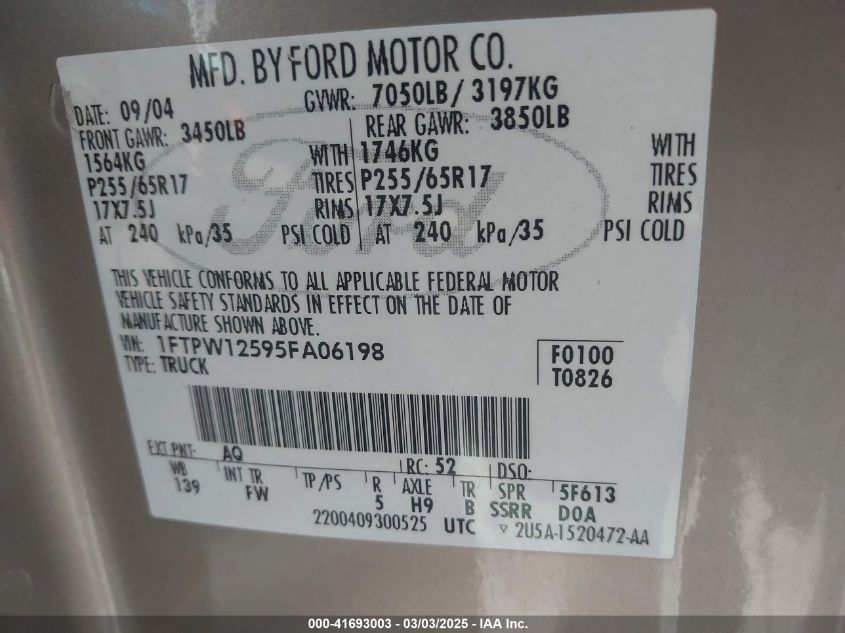 MFD. BY FORD MOTOR CO.
DATE: 09/04 GVWR: 7050LB/ 3197KG
FRONT GAWR: 3450LB REAR GAWR: 3850LB
1564KG WITH 1746KG WITH
P255/65R17 TIRES P255/65R17 TIRES
17X7.5J RIMS 17X7.5J RIMS
AT 240 kPa/35 PSI COLD AT 240 kPa/35 PSI COLD
Ford
THIS VEHICLE CONFORMS TO ALL APPLICABLE FEDERAL MOTOR
VEHICLE SAFETY STANDARDS IN EFFECT ON THE DATE OF
MANUFACTURE SHOWN ABOVE.
VIN: 1FTPW12595FA06198 F0100
TYPE: TRUCK T0826
EXT PNT: AQ RC: 52 DSO:
WB INT TR TP/PS R AXLE TR SPR 5F613
139 FW 5 H9 B SSRR D0A
2200409300525 UTC ▽ 2U5A-1520472-AA
000-41693003 - 03/03/2025 - IAA Inc.